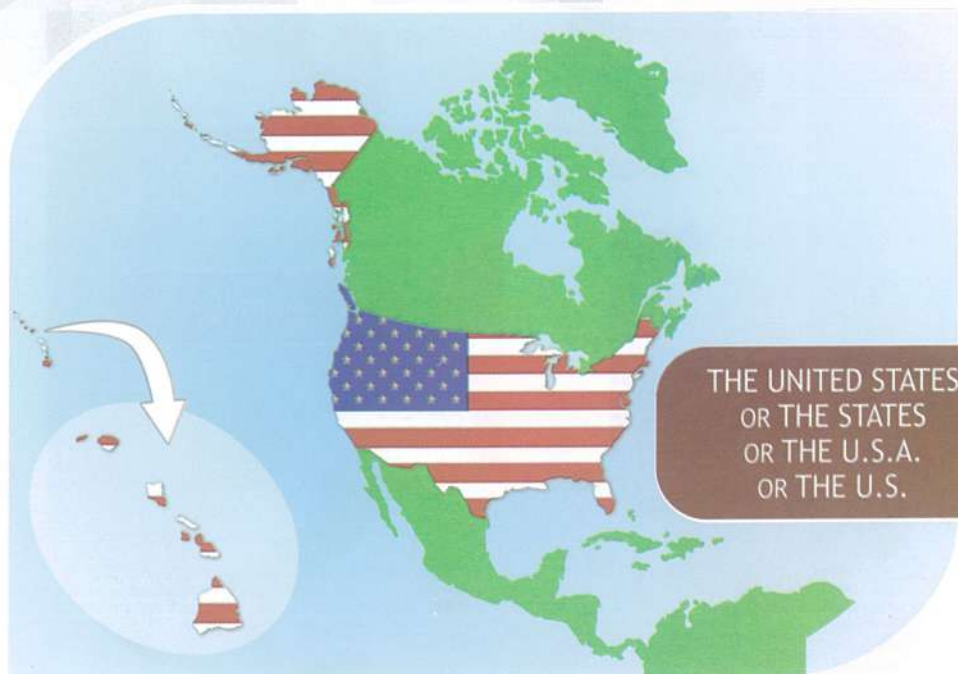 THE UNITED STATES
OR THE STATES
OR THE U.S.A.
OR THE U.S.